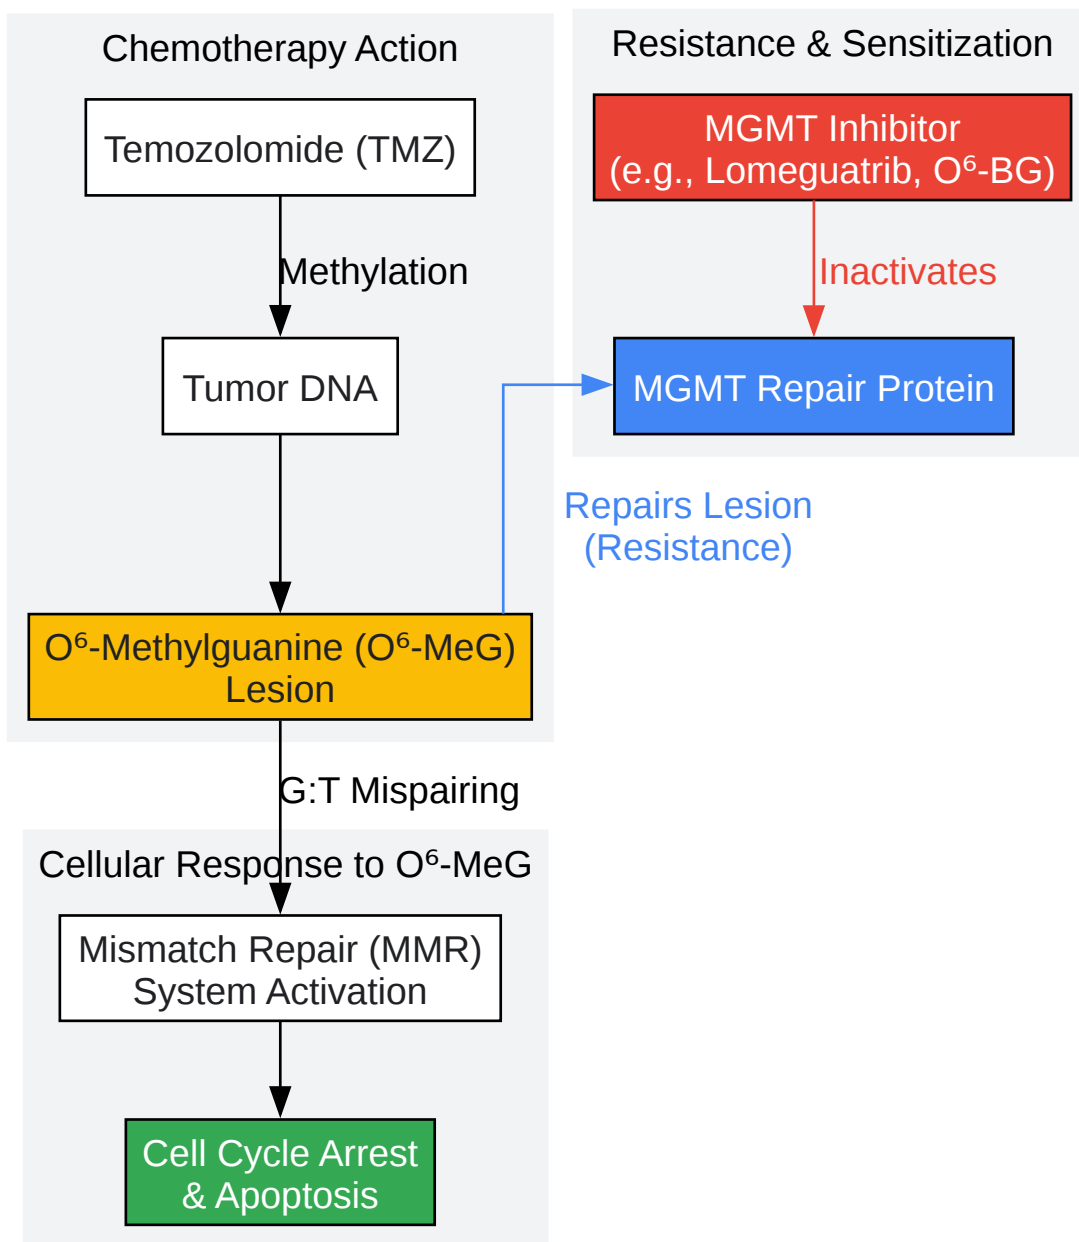 Chemotherapy Action
Temozolomide (TMZ)
Methylation
Tumor DNA
O⁶-Methylguanine (O⁶-MeG)
Lesion
G:T Mispairing
Cellular Response to O⁶-MeG
Mismatch Repair (MMR)
System Activation
Cell Cycle Arrest
& Apoptosis
Resistance & Sensitization
MGMT Inhibitor
(e.g., Lomeguatrib, O⁶-BG)
Inactivates
MGMT Repair Protein
Repairs Lesion
(Resistance)